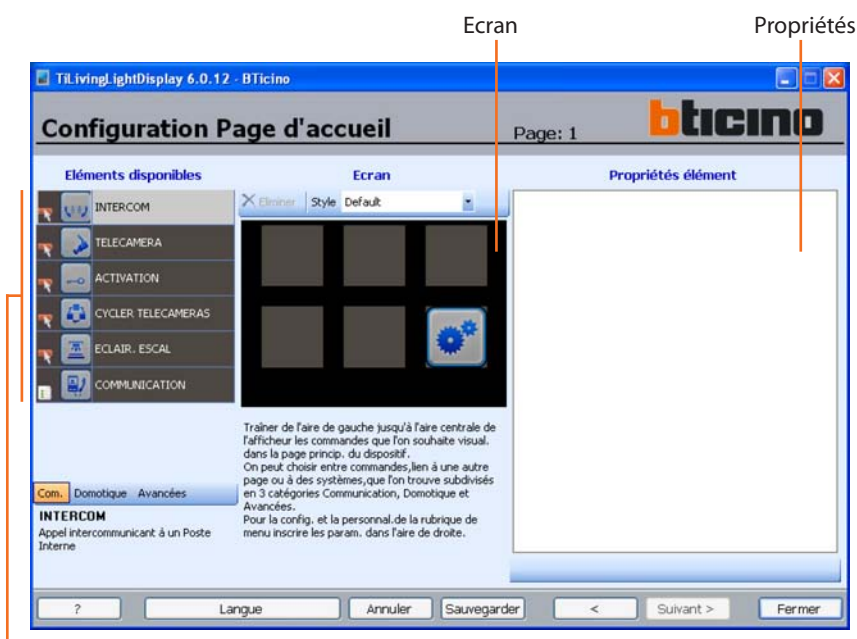 Ecran
Propriétés
TiLivingLightDisplay 6.0.12 - BTicino
Configuration Page d'accueil
Page: 1
bticino
Eléments disponibles
Ecran
Propriétés élément
INTERCOM
TELECAMERA
ACTIVATION
CYCLER TELECAMERAS
ECLAIR. ESCAL
COMMUNICATION
Eliminer
Style
Default
Traîner de l'aire de gauche jusqu'à l'aire centrale de
l'afficheur les commandes que l'on souhaite visual.
dans la page princip. du dispositif.
On peut choisir entre commandes,lien à une autre
page ou à des systèmes,que l'on trouve subdivisés
en 3 catégories Communication, Domotique et
Avancées.
Pour la config. et la personnal.de la rubrique de
menu inscrire les param. dans l'aire de droite.
Com.
Domotique
Avancées
INTERCOM
Appel intercommunicant à un Poste
Interne
?
Langue
Annuler
Sauvegarder
<
Suivant >
Fermer